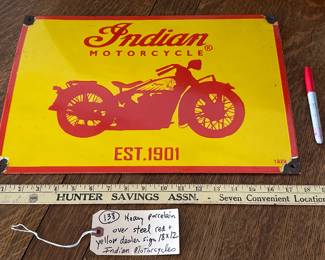 Indian
MOTORCYCLE®
EST.1901
HUNTER SAVINGS ASSN. - Seven Convenient Location
138 Heavy porcelain
over steel red +
yellow dealer sign 18x12
Indian Motorcycles